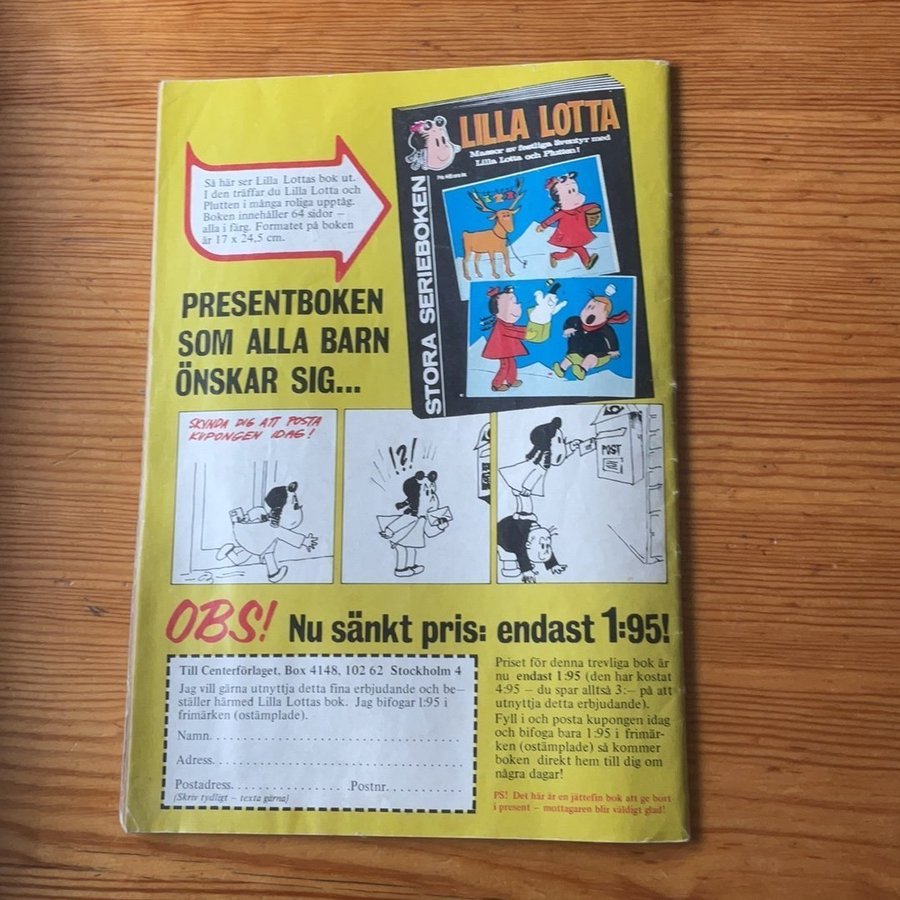 LILLA LOTTA
Massor av festliga äventyr med
Lilla Lotta och Plutten!
STORA SERIEBOKEN
Så här ser Lilla Lottas bok ut.
I den träffar du Lilla Lotta och
Plutten i många roliga upptåg.
Boken innehåller 64 sidor –
alla i färg. Formatet på boken
är 17 x 24,5 cm.
PRESENTBOKEN
SOM ALLA BARN
ÖNSKAR SIG...
SKYNDA DIG ATT POSTA
KUPONGEN IDAG!
!?!
POST
OBS! Nu sänkt pris: endast 1:95!
Till Centerförlaget, Box 4148, 102 62 Stockholm 4
Jag vill gärna utnyttja detta fina erbjudande och be-
ställer härmed Lilla Lottas bok. Jag bifogar 1:95 i
frimärken (ostämplade).
Namn. . . . . . . . . . . . . . . . . . . . . . . . . . . . . . . .
Adress. . . . . . . . . . . . . . . . . . . . . . . . . . . . . . .
Postadress. . . . . . . . . . . . . . . . .Postnr. . . . . . . . . . .
(Skriv tydligt – texta gärna)
Priset för denna trevliga bok är
nu endast 1:95 (den har kostat
4:95 – du spar alltså 3:– på att
utnyttja detta erbjudande).
Fyll i och posta kupongen idag
och bifoga bara 1:95 i frimär-
ken (ostämplade) så kommer
boken direkt hem till dig om
några dagar!
PS! Det här är en jättefin bok att ge bort
i present – mottagaren blir väldigt glad!